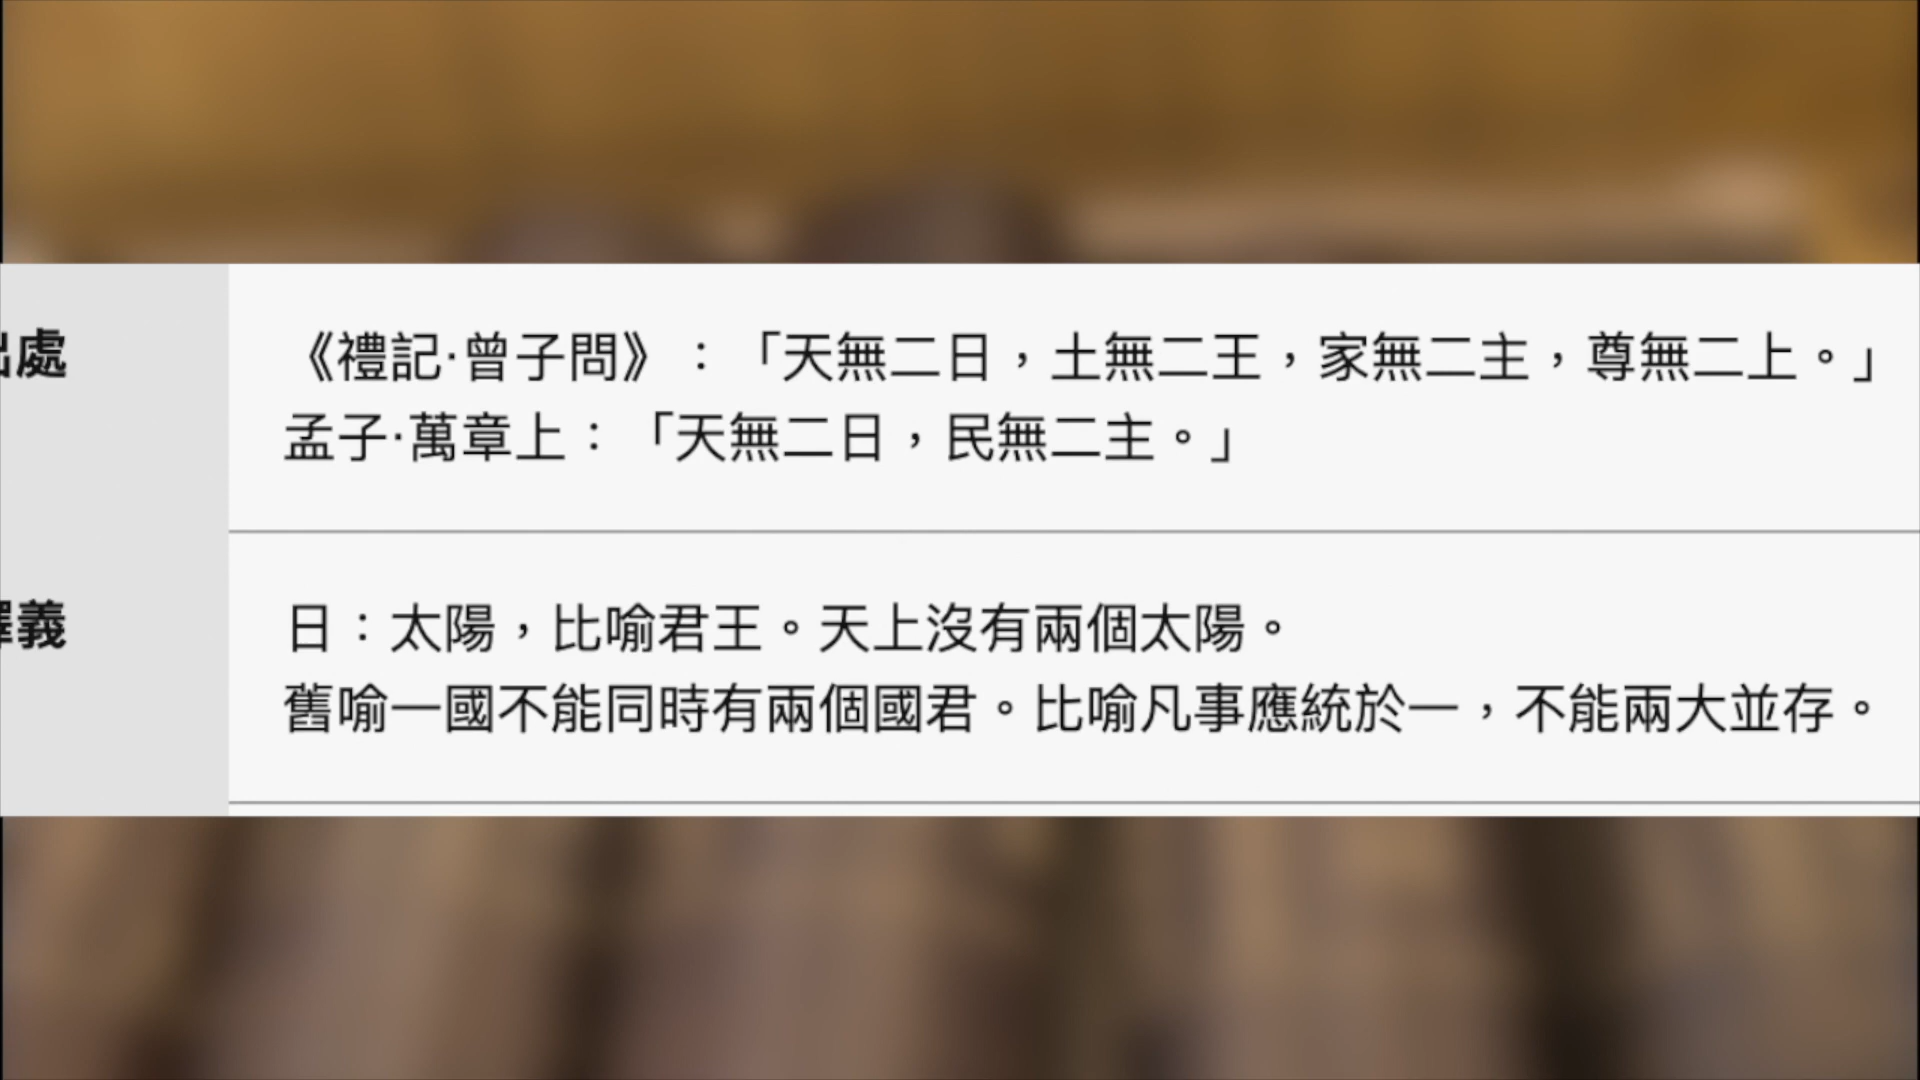 出處
《禮記·曾子問》：「天無二日，土無二王，家無二主，尊無二上。」
孟子·萬章上：「天無二日，民無二主。」
釋義
日：太陽，比喻君王。天上沒有兩個太陽。
舊喻一國不能同時有兩個國君。比喻凡事應統於一，不能兩大並存。